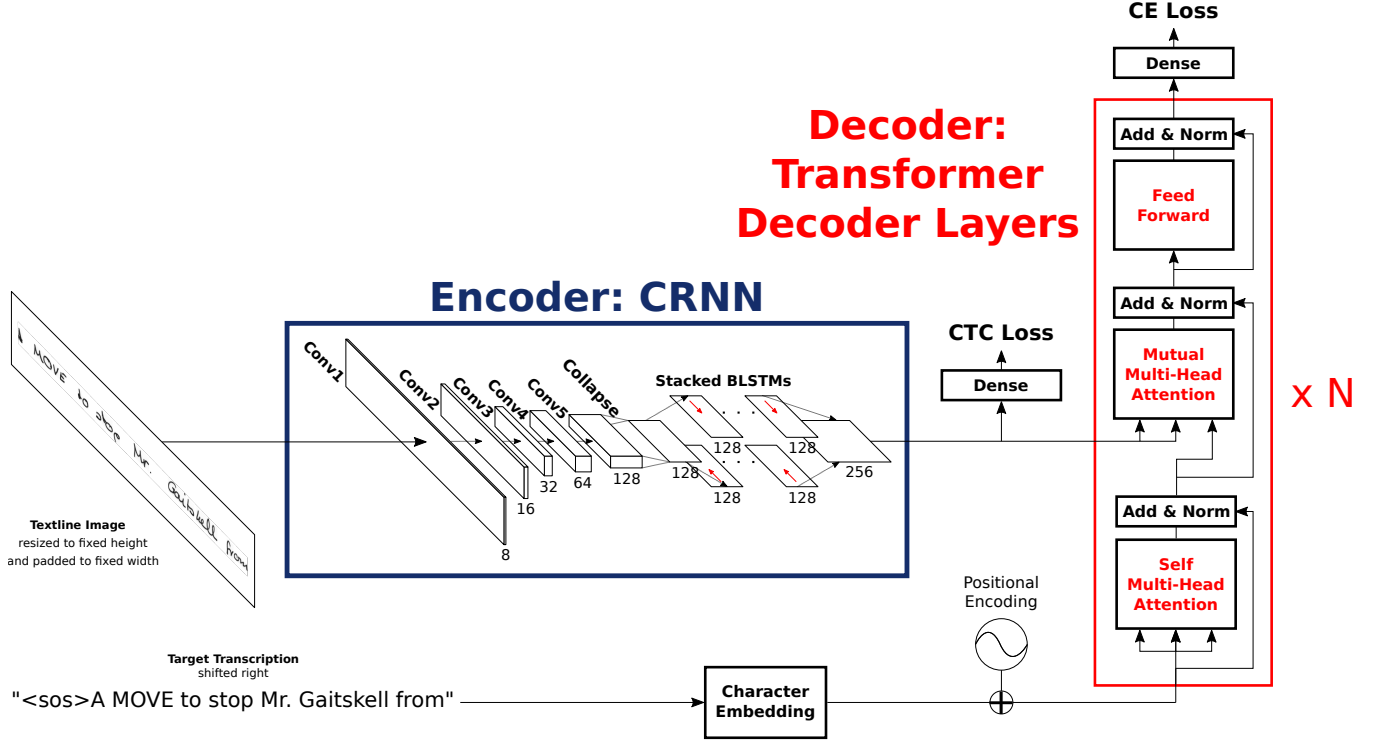 CE Loss
Dense
Add & Norm
Feed
Forward
Decoder:
Transformer
Decoder Layers
Add & Norm
Mutual
Multi-Head
Attention
x N
Encoder: CRNN
CTC Loss
Dense
Conv1
Conv2
Conv3
Conv4
Conv5
Collapse
Stacked BLSTMs
8
16
32
64
128
128
128
128
128
128
256
A MOVE to stop Mr. Gaitskell from
Textline Image
resized to fixed height
and padded to fixed width
Add & Norm
Self
Multi-Head
Attention
Positional
Encoding
Target Transcription
shifted right
"<sos>A MOVE to stop Mr. Gaitskell from"
Character
Embedding